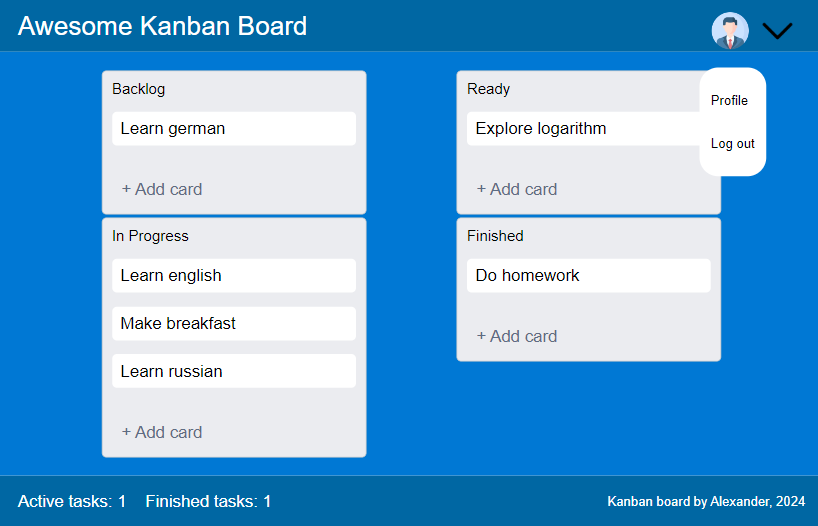 Awesome Kanban Board
Profile
Log out
Backlog
Learn german
+ Add card
Ready
Explore logarithm
+ Add card
In Progress
Learn english
Make breakfast
Learn russian
+ Add card
Finished
Do homework
+ Add card
Active tasks: 1
Finished tasks: 1
Kanban board by Alexander, 2024